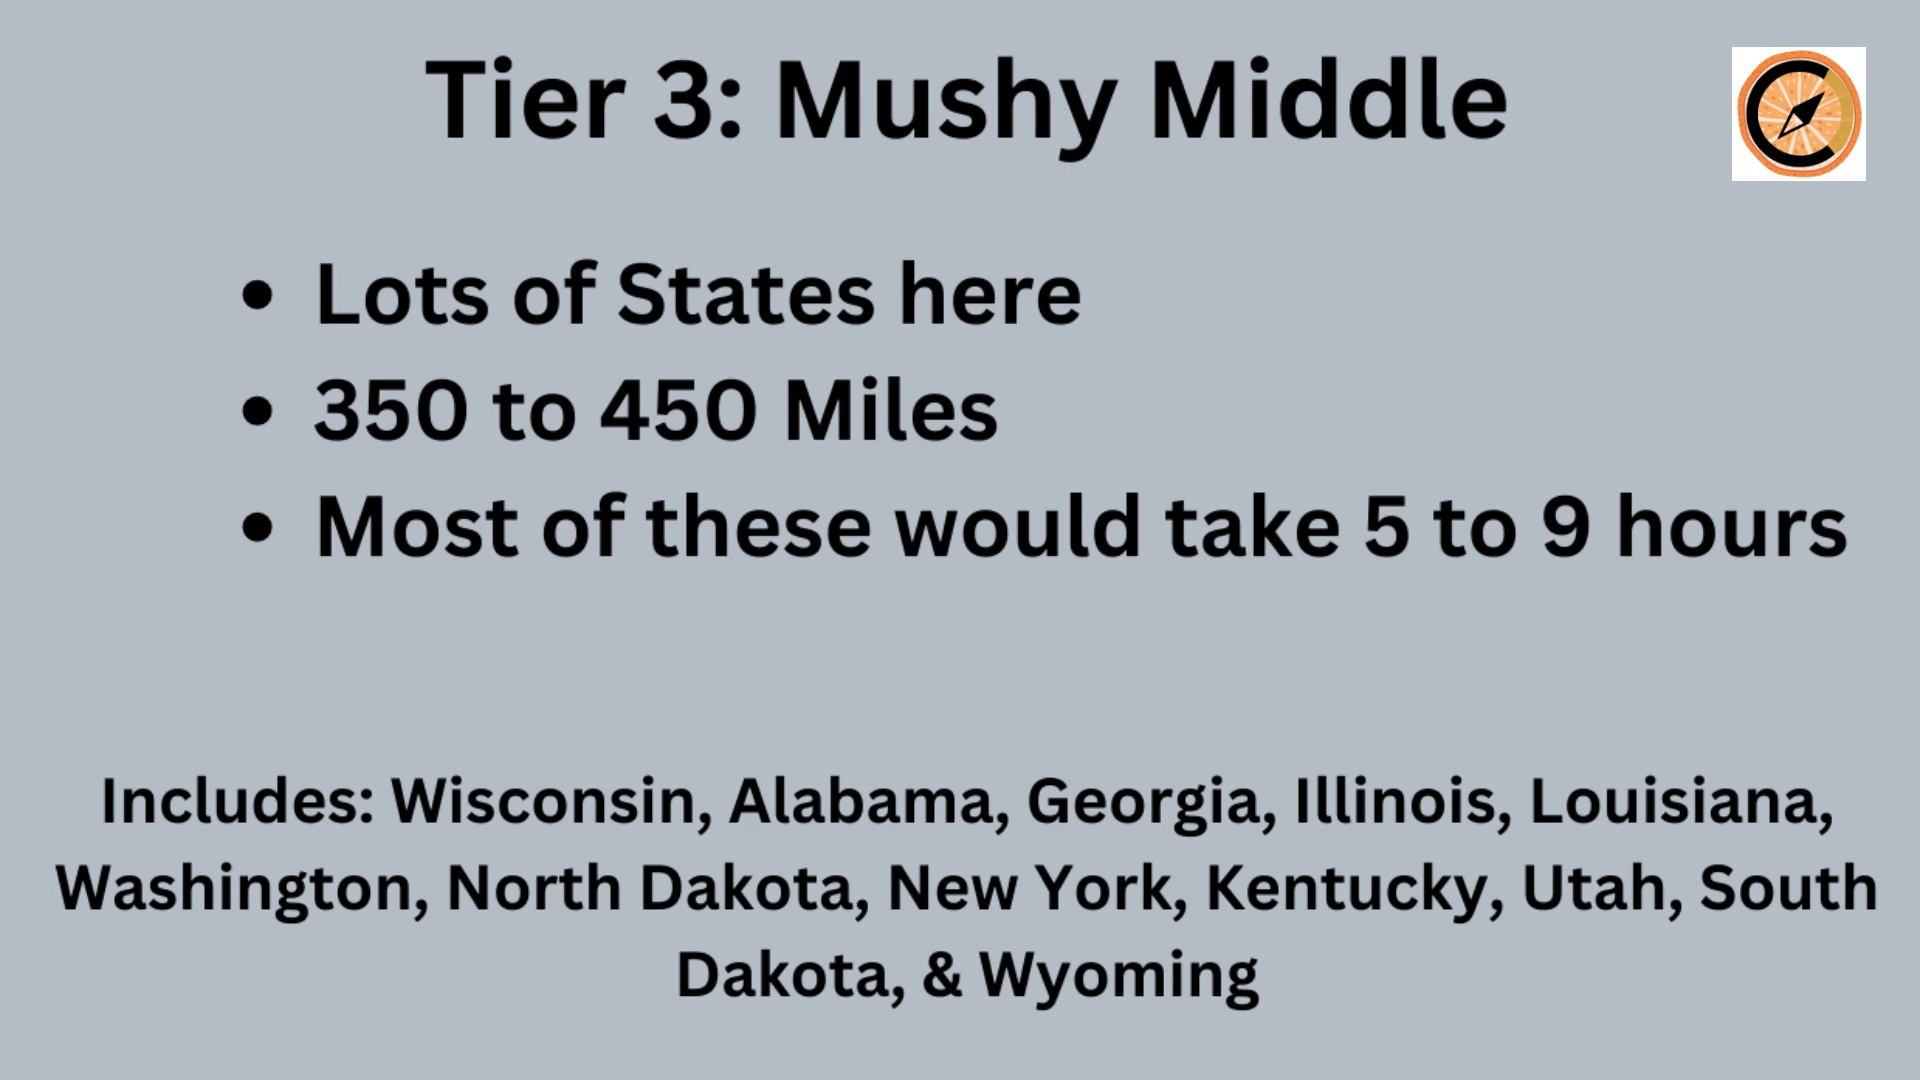 Tier 3: Mushy Middle
• Lots of States here
• 350 to 450 Miles
• Most of these would take 5 to 9 hours
Includes: Wisconsin, Alabama, Georgia, Illinois, Louisiana,
Washington, North Dakota, New York, Kentucky, Utah, South
Dakota, & Wyoming